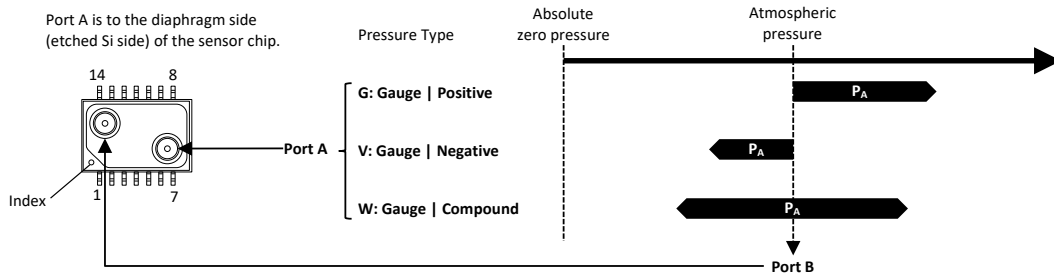 Port A is to the diaphragm side
(etched Si side) of the sensor chip.
Pressure Type
Absolute
zero pressure
Atmospheric
pressure
14
8
G: Gauge | Positive
PA
Port A
V: Gauge | Negative
PA
Index
1
7
W: Gauge | Compound
PA
Port B